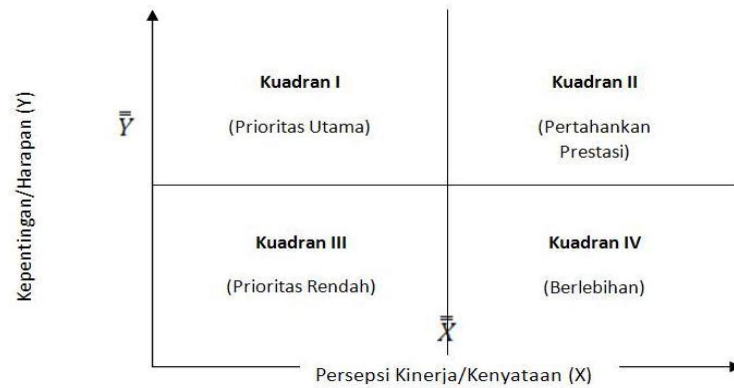 Kepentingan/Harapan (Y)
Kuadran I
(Prioritas Utama)
Kuadran II
(Pertahankan
Prestasi)
Y̿
Kuadran III
(Prioritas Rendah)
Kuadran IV
(Berlebihan)
X̿
Persepsi Kinerja/Kenyataan (X)